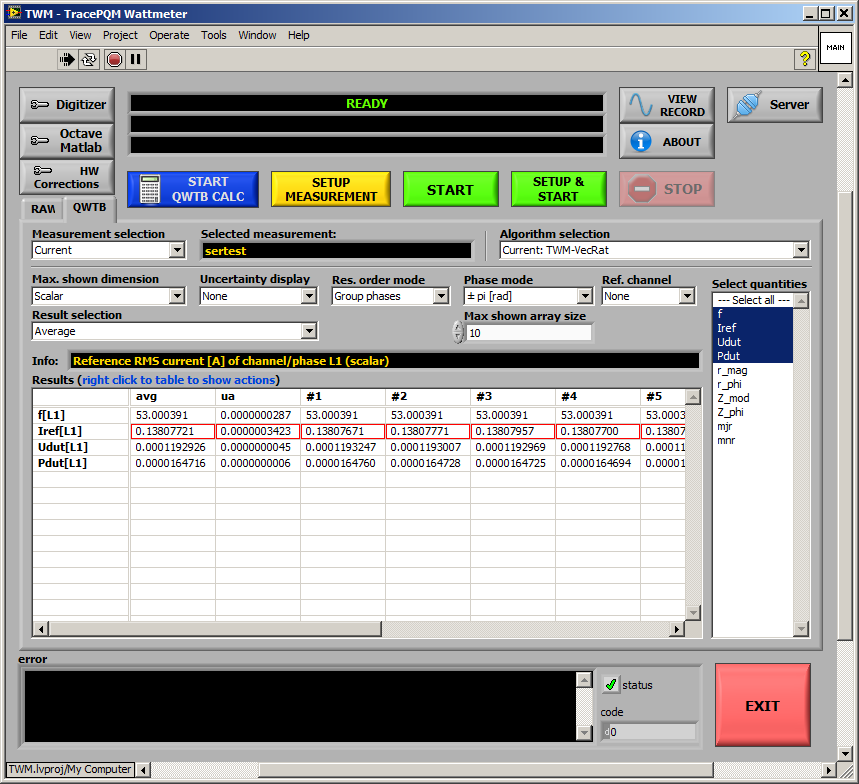 TWM - TracePQM Wattmeter
File Edit View Project Operate Tools Window Help
?
MAIN
Digitizer
Octave
Matlab
HW
Corrections
READY
VIEW
RECORD
ABOUT
Server
START
QWTB CALC
SETUP
MEASUREMENT
START
SETUP &
START
STOP
RAW QWTB
Measurement selection
Current
Selected measurement:
sertest
Algorithm selection
Current: TWM-VecRat
Max. shown dimension
Scalar
Uncertainty display
None
Res. order mode
Group phases
Phase mode
± pi [rad]
Ref. channel
None
Result selection
Average
Max shown array size
10
Select quantities
--- Select all ---
f
Iref
Udut
Pdut
r_mag
r_phi
Z_mod
Z_phi
mjr
mnr
Info: Reference RMS current [A] of channel/phase L1 (scalar)
Results (right click to table to show actions)
avg ua #1 #2 #3 #4 #5
f[L1] 53.000391 0.0000000287 53.000391 53.000391 53.000391 53.000391 53.0003
Iref[L1] 0.13807721 0.0000003423 0.13807671 0.13807771 0.13807957 0.13807700 0.13807
Udut[L1] 0.0001192926 0.0000000045 0.0001193247 0.0001193007 0.0001192969 0.0001192768 0.00011
Pdut[L1] 0.0000164716 0.0000000006 0.0000164760 0.0000164728 0.0000164725 0.0000164694 0.00001
error
status
code
d0
EXIT
TWM.lvproj/My Computer